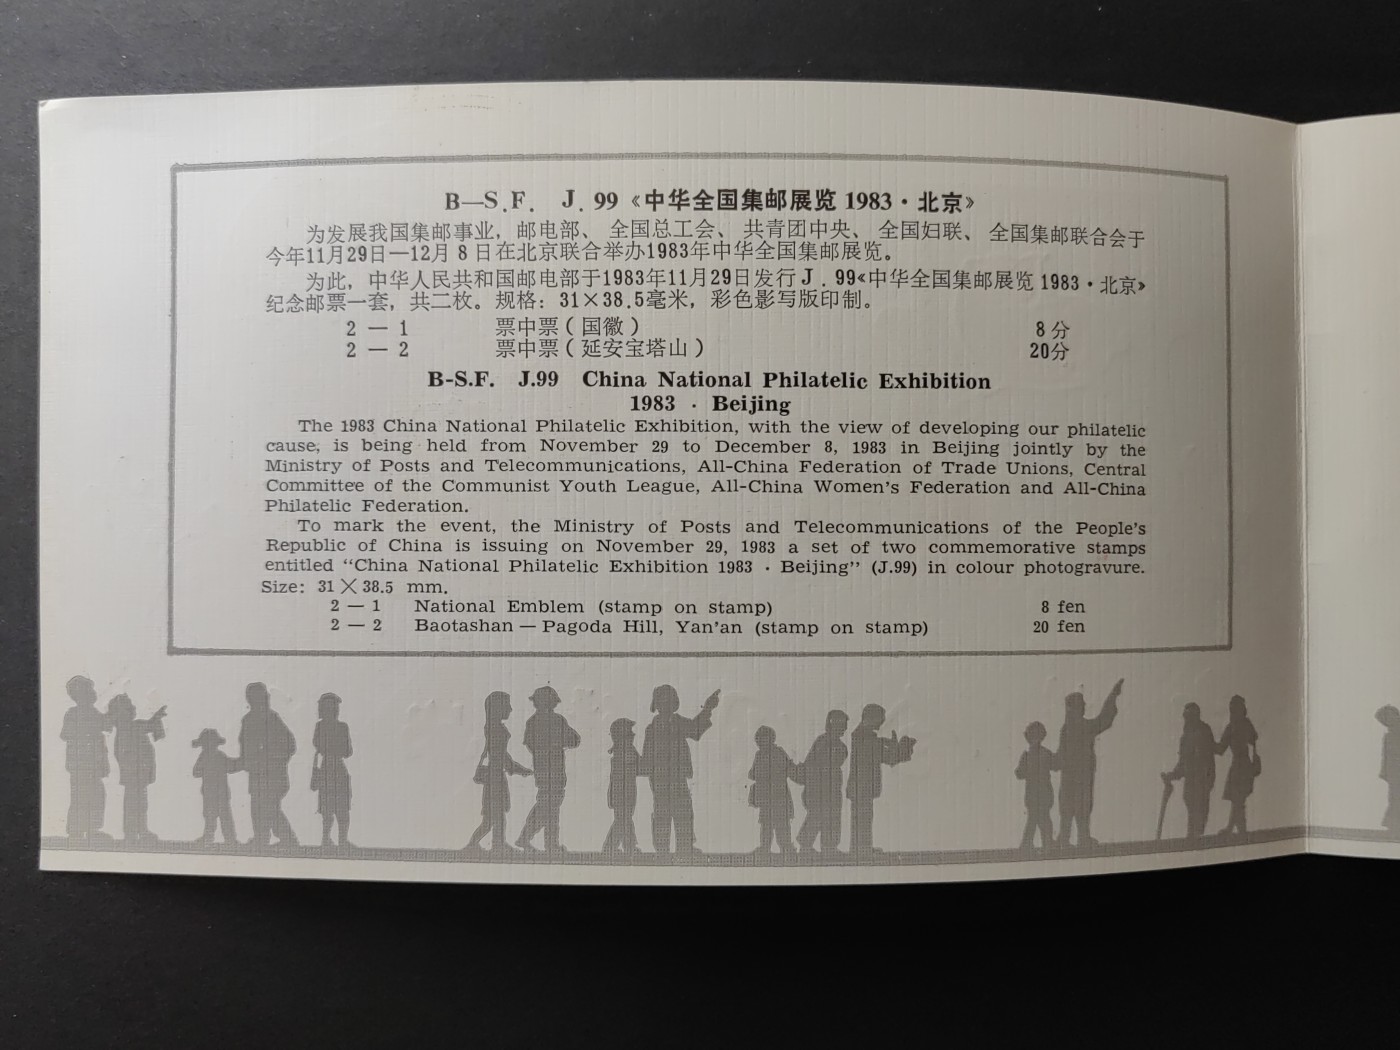 B—S.F. J.99《中华全国集邮展览1983·北京》
为发展我国集邮事业，邮电部、全国总工会、共青团中央、全国妇联、全国集邮联合会于
今年11月29日—12月8日在北京联合举办1983年中华全国集邮展览。
为此，中华人民共和国邮电部于1983年11月29日发行J.99《中华全国集邮展览1983·北京》
纪念邮票一套，共二枚。规格：31×38.5毫米，彩色影写版印制。
2—1 票中票（国徽） 8分
2—2 票中票（延安宝塔山） 20分
B-S.F. J.99 China National Philatelic Exhibition
1983 · Beijing
The 1983 China National Philatelic Exhibition, with the view of developing our philatelic
cause, is being held from November 29 to December 8, 1983 in Beijing jointly by the
Ministry of Posts and Telecommunications, All-China Federation of Trade Unions, Central
Committee of the Communist Youth League, All-China Women's Federation and All-China
Philatelic Federation.
To mark the event, the Ministry of Posts and Telecommunications of the People's
Republic of China is issuing on November 29, 1983 a set of two commemorative stamps
entitled “China National Philatelic Exhibition 1983 · Beijing” (J.99) in colour photogravure.
Size: 31×38.5 mm.
2—1 National Emblem (stamp on stamp) 8 fen
2—2 Baotashan—Pagoda Hill, Yan'an (stamp on stamp) 20 fen